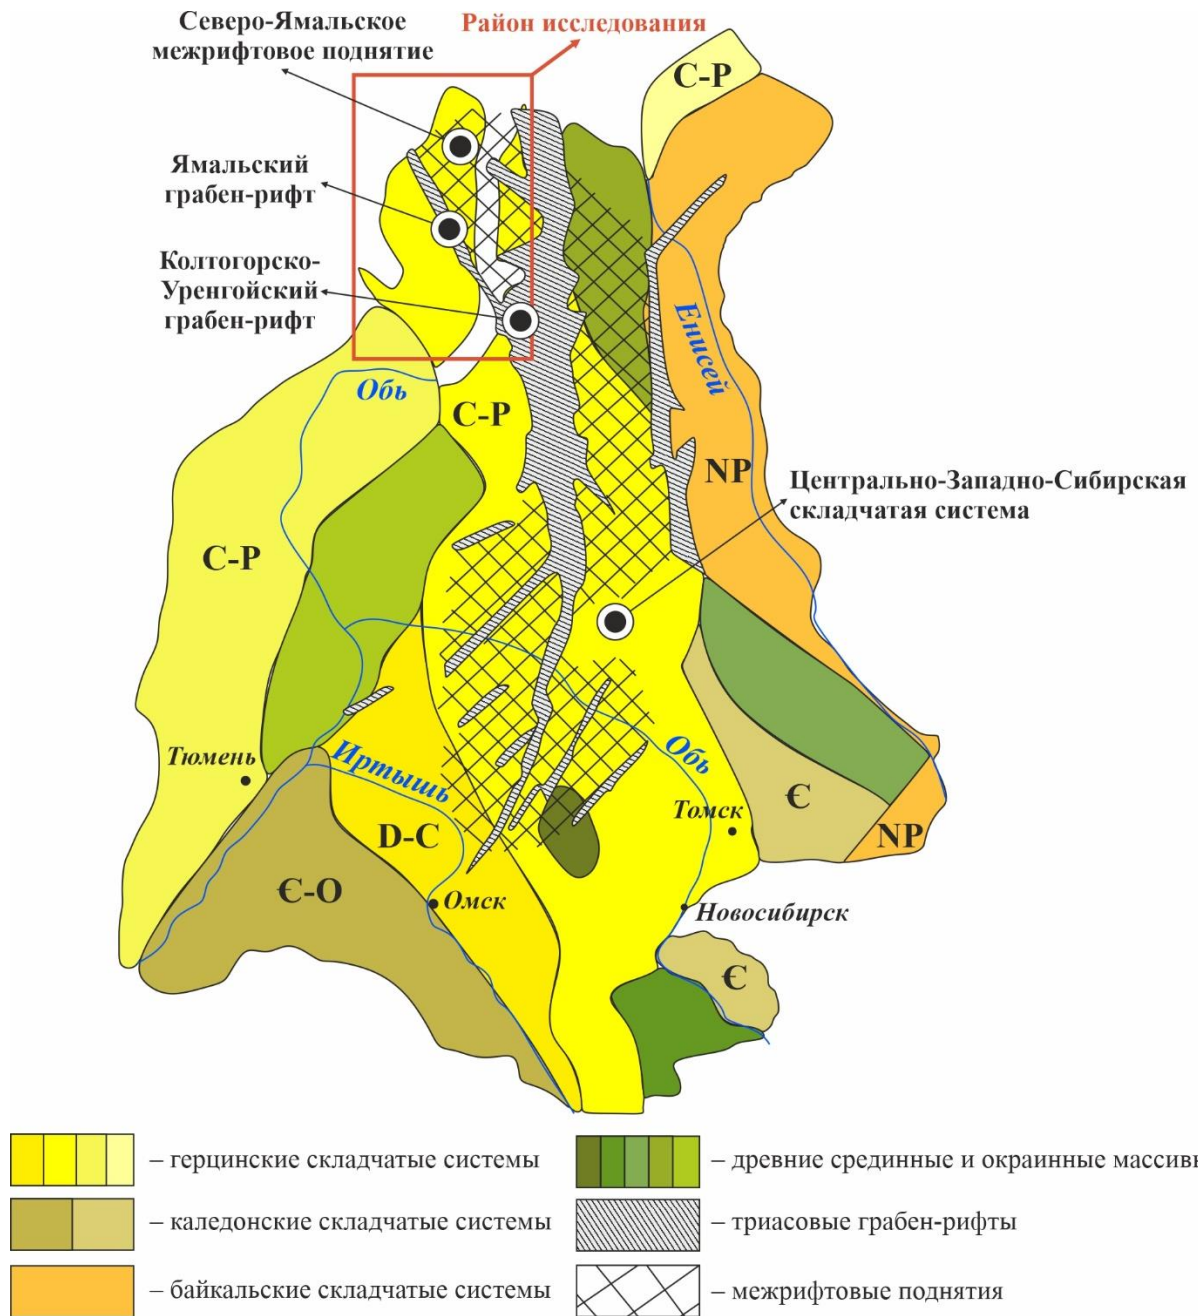 Северо-Ямальское
межрифтовое поднятие
Район исследования
C-P
Ямальский
грабен-рифт
Колтогорско-
Уренгойский
грабен-рифт
Енисей
Обь
C-P
NP
Центрально-Западно-Сибирская
складчатая система
C-P
Тюмень
Иртышь
Обь
Томск
Є
NP
D-C
Є-O
Омск
Новосибирск
Є
– герцинские складчатые системы
– древние срединные и окраинные массивы
– каледонские складчатые системы
– триасовые грабен-рифты
– байкальские складчатые системы
– межрифтовые поднятия